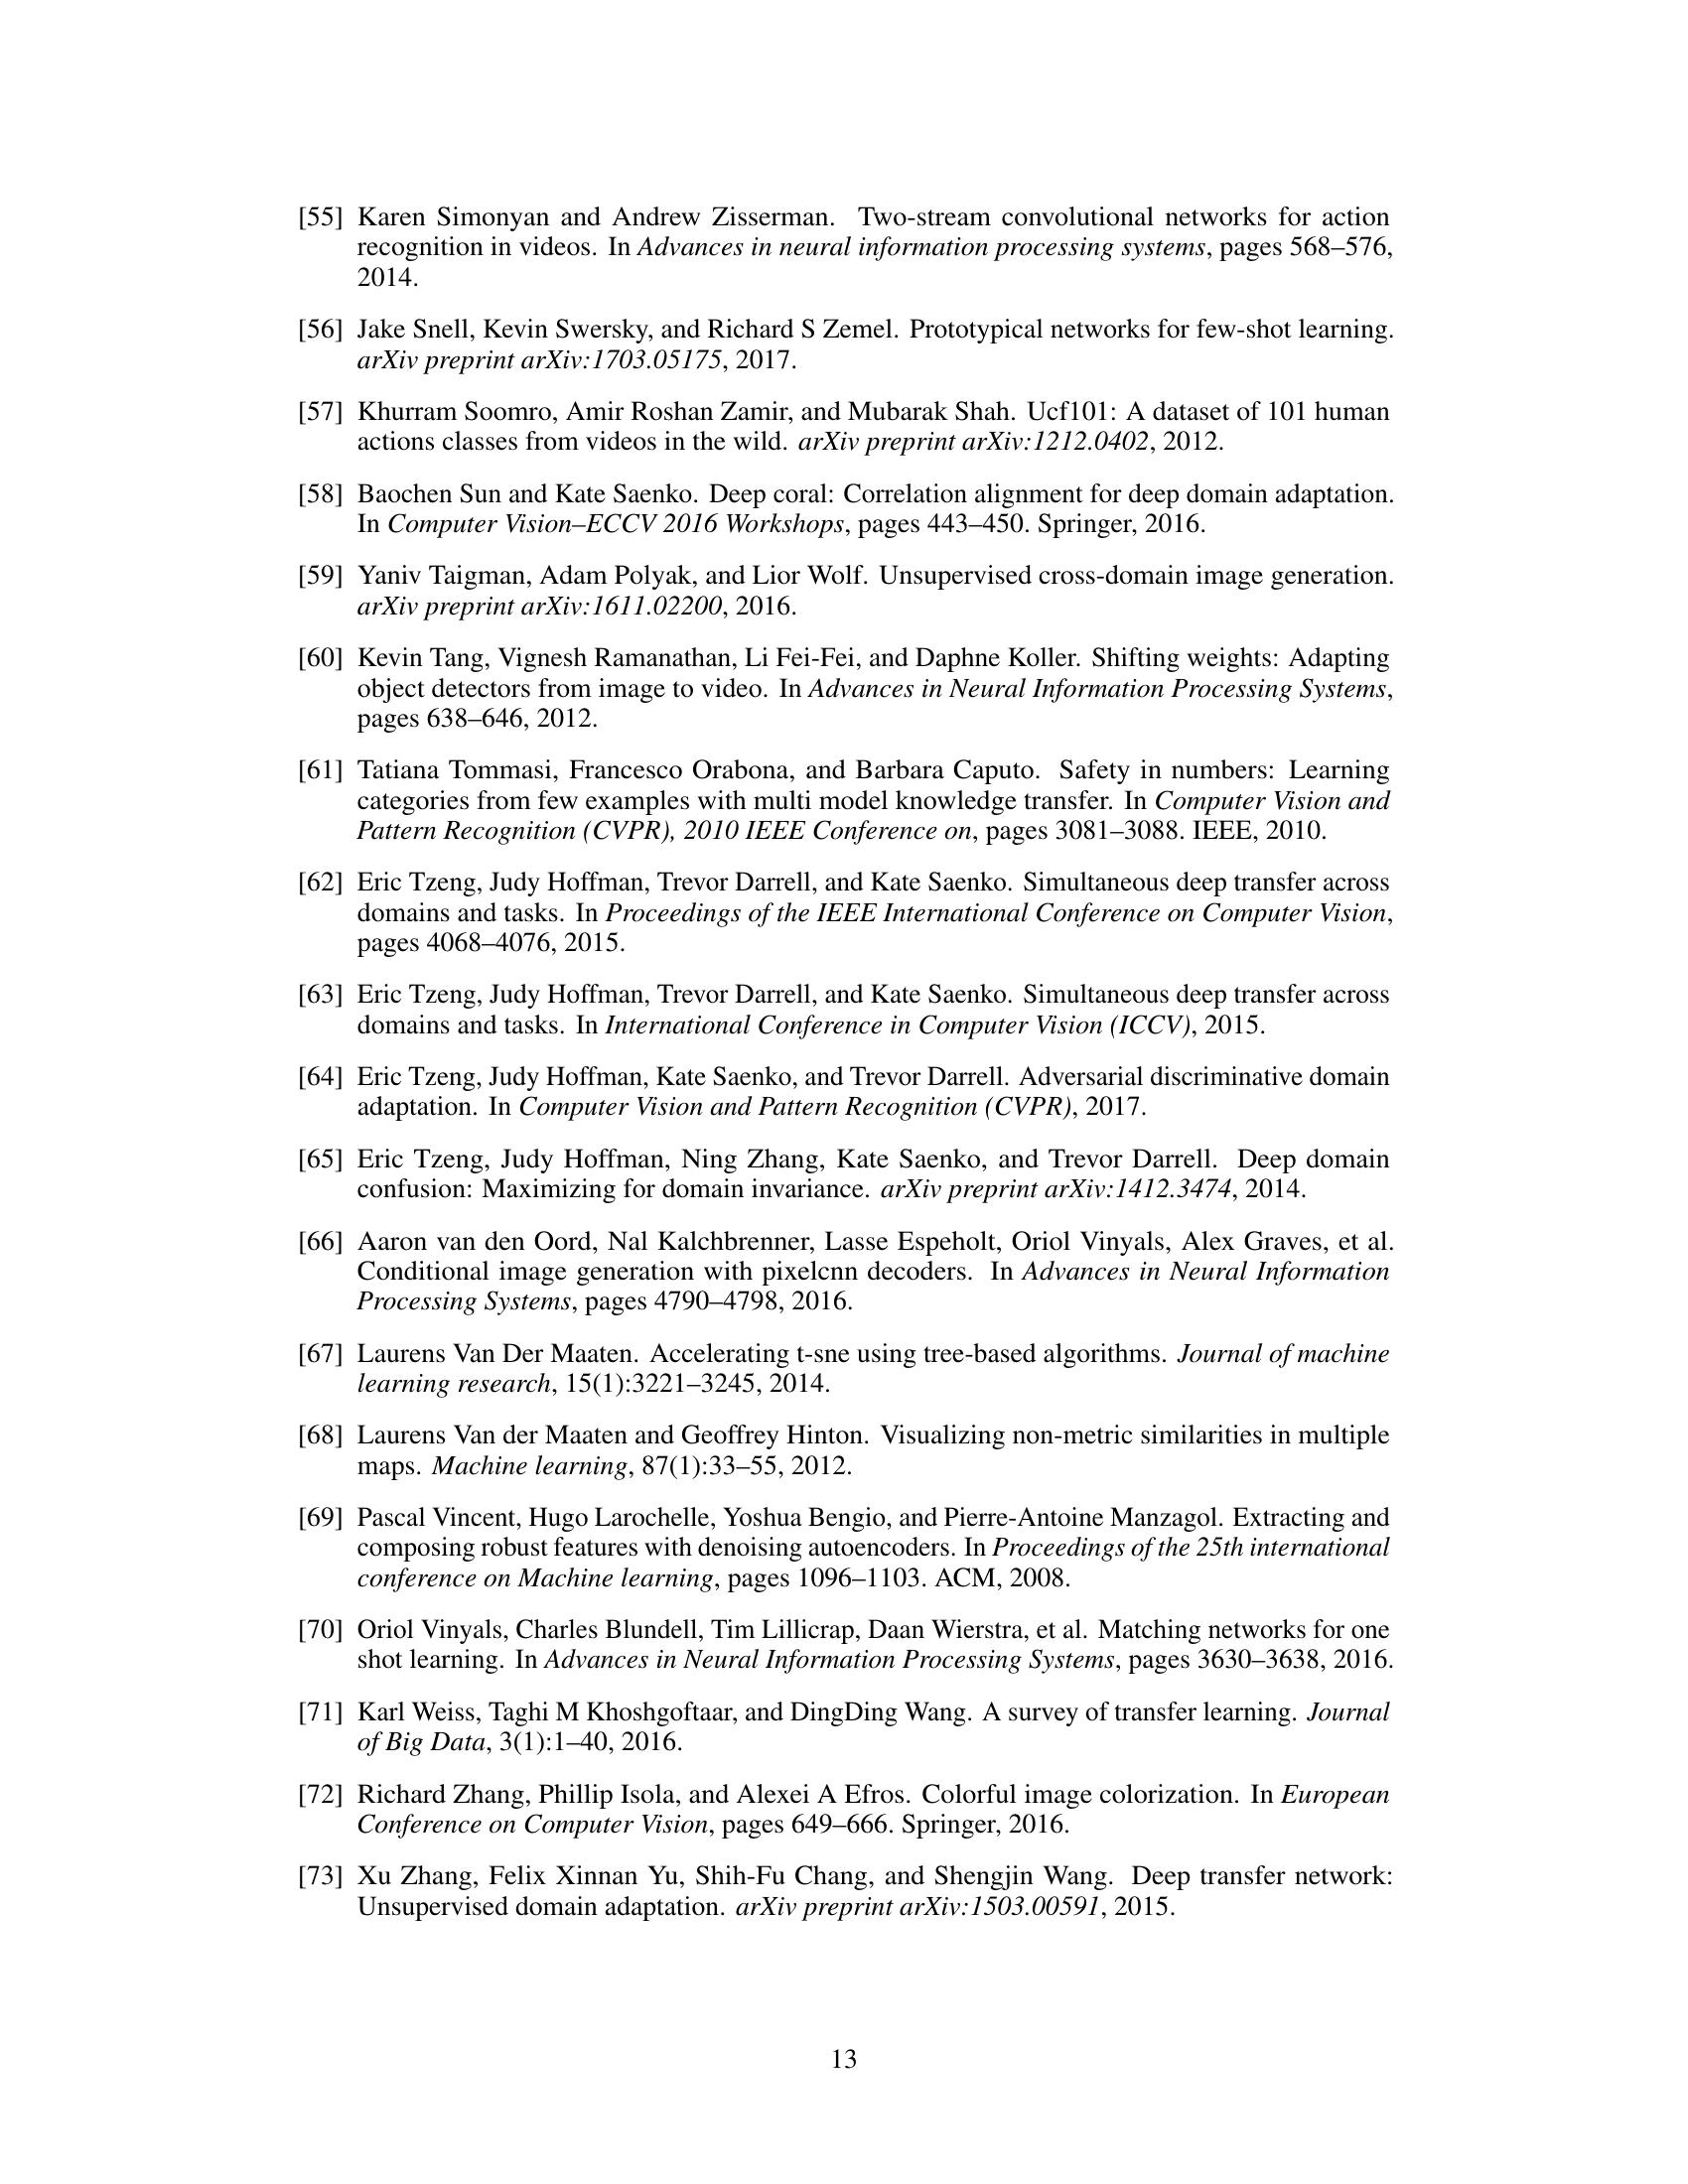 [55] Karen Simonyan and Andrew Zisserman. Two-stream convolutional networks for action
recognition in videos. In Advances in neural information processing systems, pages 568–576,
2014.
[56] Jake Snell, Kevin Swersky, and Richard S Zemel. Prototypical networks for few-shot learning.
arXiv preprint arXiv:1703.05175, 2017.
[57] Khurram Soomro, Amir Roshan Zamir, and Mubarak Shah. Ucf101: A dataset of 101 human
actions classes from videos in the wild. arXiv preprint arXiv:1212.0402, 2012.
[58] Baochen Sun and Kate Saenko. Deep coral: Correlation alignment for deep domain adaptation.
In Computer Vision–ECCV 2016 Workshops, pages 443–450. Springer, 2016.
[59] Yaniv Taigman, Adam Polyak, and Lior Wolf. Unsupervised cross-domain image generation.
arXiv preprint arXiv:1611.02200, 2016.
[60] Kevin Tang, Vignesh Ramanathan, Li Fei-Fei, and Daphne Koller. Shifting weights: Adapting
object detectors from image to video. In Advances in Neural Information Processing Systems,
pages 638–646, 2012.
[61] Tatiana Tommasi, Francesco Orabona, and Barbara Caputo. Safety in numbers: Learning
categories from few examples with multi model knowledge transfer. In Computer Vision and
Pattern Recognition (CVPR), 2010 IEEE Conference on, pages 3081–3088. IEEE, 2010.
[62] Eric Tzeng, Judy Hoffman, Trevor Darrell, and Kate Saenko. Simultaneous deep transfer across
domains and tasks. In Proceedings of the IEEE International Conference on Computer Vision,
pages 4068–4076, 2015.
[63] Eric Tzeng, Judy Hoffman, Trevor Darrell, and Kate Saenko. Simultaneous deep transfer across
domains and tasks. In International Conference in Computer Vision (ICCV), 2015.
[64] Eric Tzeng, Judy Hoffman, Kate Saenko, and Trevor Darrell. Adversarial discriminative domain
adaptation. In Computer Vision and Pattern Recognition (CVPR), 2017.
[65] Eric Tzeng, Judy Hoffman, Ning Zhang, Kate Saenko, and Trevor Darrell. Deep domain
confusion: Maximizing for domain invariance. arXiv preprint arXiv:1412.3474, 2014.
[66] Aaron van den Oord, Nal Kalchbrenner, Lasse Espeholt, Oriol Vinyals, Alex Graves, et al.
Conditional image generation with pixelcnn decoders. In Advances in Neural Information
Processing Systems, pages 4790–4798, 2016.
[67] Laurens Van Der Maaten. Accelerating t-sne using tree-based algorithms. Journal of machine
learning research, 15(1):3221–3245, 2014.
[68] Laurens Van der Maaten and Geoffrey Hinton. Visualizing non-metric similarities in multiple
maps. Machine learning, 87(1):33–55, 2012.
[69] Pascal Vincent, Hugo Larochelle, Yoshua Bengio, and Pierre-Antoine Manzagol. Extracting and
composing robust features with denoising autoencoders. In Proceedings of the 25th international
conference on Machine learning, pages 1096–1103. ACM, 2008.
[70] Oriol Vinyals, Charles Blundell, Tim Lillicrap, Daan Wierstra, et al. Matching networks for one
shot learning. In Advances in Neural Information Processing Systems, pages 3630–3638, 2016.
[71] Karl Weiss, Taghi M Khoshgoftaar, and DingDing Wang. A survey of transfer learning. Journal
of Big Data, 3(1):1–40, 2016.
[72] Richard Zhang, Phillip Isola, and Alexei A Efros. Colorful image colorization. In European
Conference on Computer Vision, pages 649–666. Springer, 2016.
[73] Xu Zhang, Felix Xinnan Yu, Shih-Fu Chang, and Shengjin Wang. Deep transfer network:
Unsupervised domain adaptation. arXiv preprint arXiv:1503.00591, 2015.
13